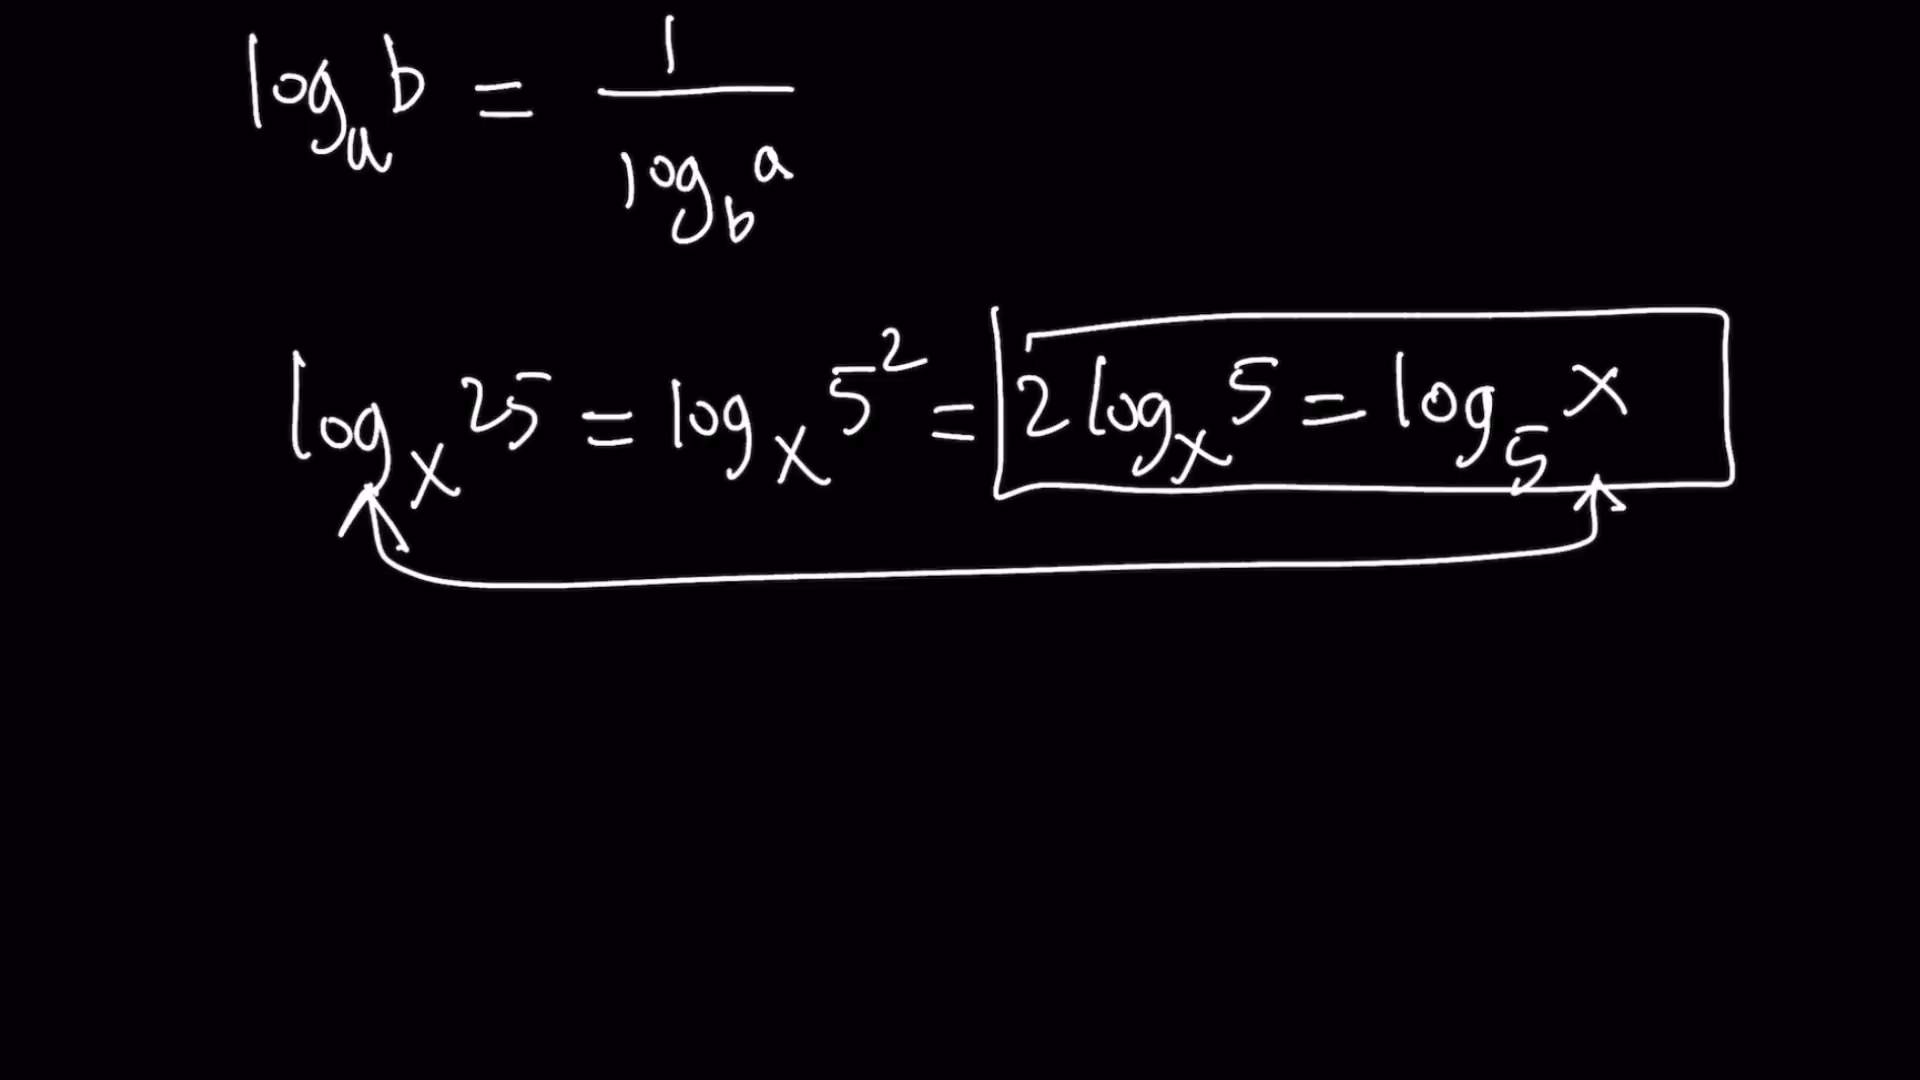 log_a b = 1 / log_b a
log_x 25 = log_x 5^2 = 2 log_x 5 = log_5 x